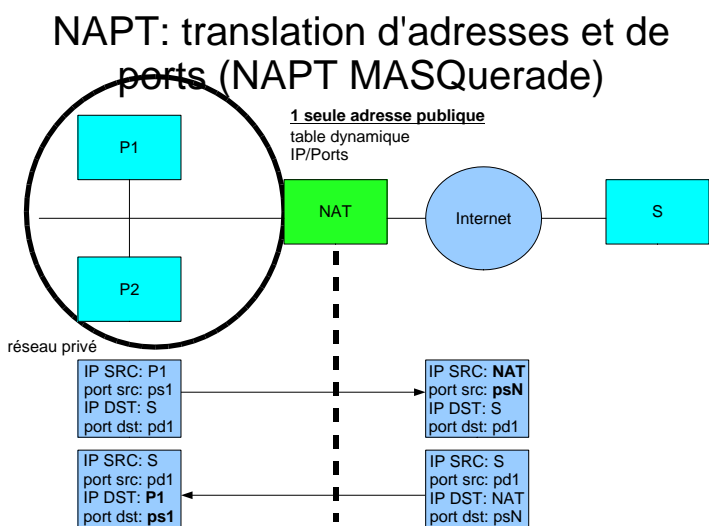 NAPT: translation d'adresses et de
ports (NAPT MASQuerade)
1 seule adresse publique
table dynamique
IP/Ports
P1
NAT
Internet
S
P2
réseau privé
IP SRC: P1
port src: ps1
IP DST: S
port dst: pd1
IP SRC: NAT
port src: psN
IP DST: S
port dst: pd1
IP SRC: S
port src: pd1
IP DST: P1
port dst: ps1
IP SRC: S
port src: pd1
IP DST: NAT
port dst: psN